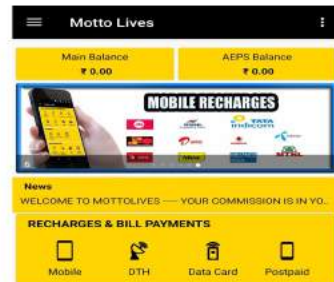 Motto Lives
Main Balance
₹ 0.00
AEPS Balance
₹ 0.00
MOBILE RECHARGES
TATA
indicom
MTNL
News
WELCOME TO MOTTOLIVES ---- YOUR COMMISSION IS IN YO..
RECHARGES & BILL PAYMENTS
Mobile
DTH
Data Card
Postpaid